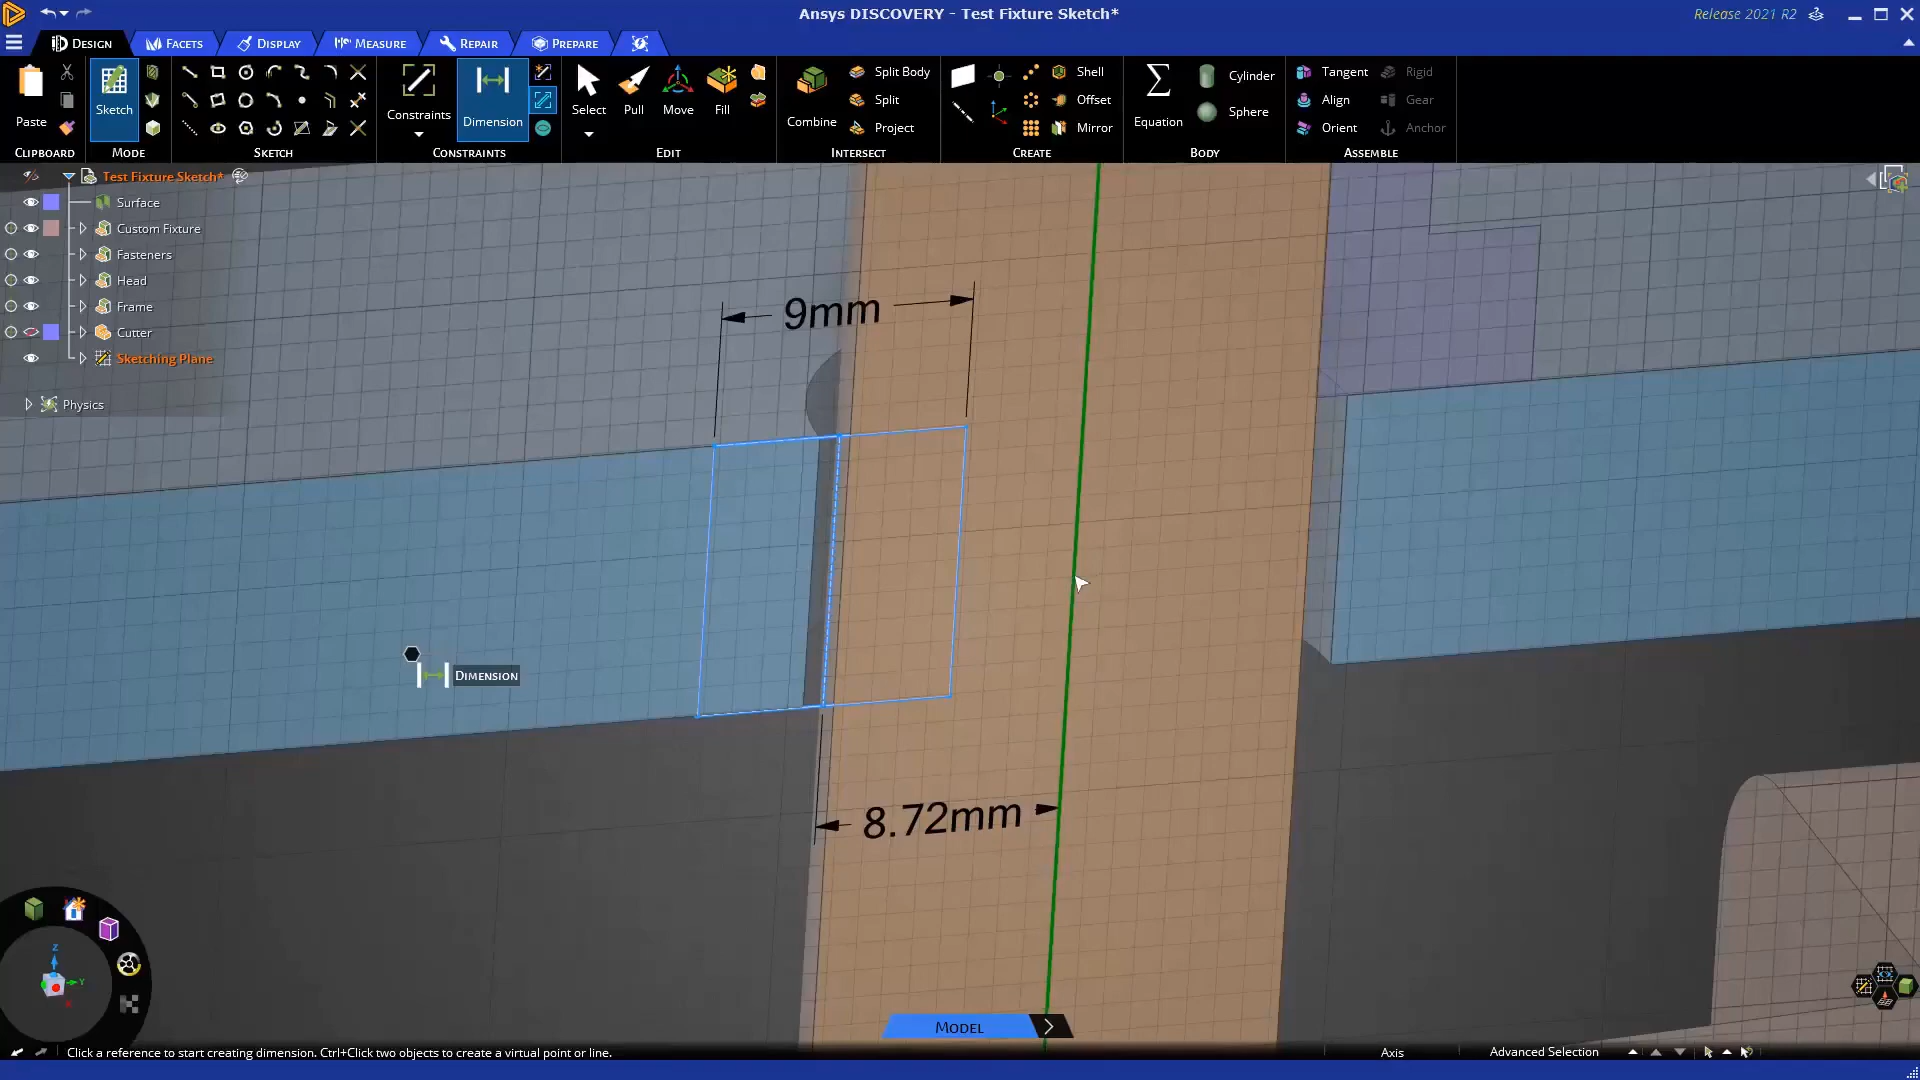 Ansys DISCOVERY - Test Fixture Sketch*
Release 2021 R2
DESIGN
FACETS
DISPLAY
MEASURE
REPAIR
PREPARE
Paste
Sketch
Constraints
Dimension
Select
Pull
Move
Fill
Combine
Split Body
Split
Project
Shell
Offset
Mirror
Equation
Cylinder
Sphere
Tangent
Align
Orient
Rigid
Gear
Anchor
CLIPBOARD
MODE
SKETCH
CONSTRAINTS
EDIT
INTERSECT
CREATE
BODY
ASSEMBLE
Test Fixture Sketch*
Surface
Custom Fixture
Fasteners
Head
Frame
Cutter
Sketching Plane
Physics
9mm
DIMENSION
8.72mm
Z
Y
MODEL
Click a reference to start creating dimension. Ctrl+Click two objects to create a virtual point or line.
Axis
Advanced Selection